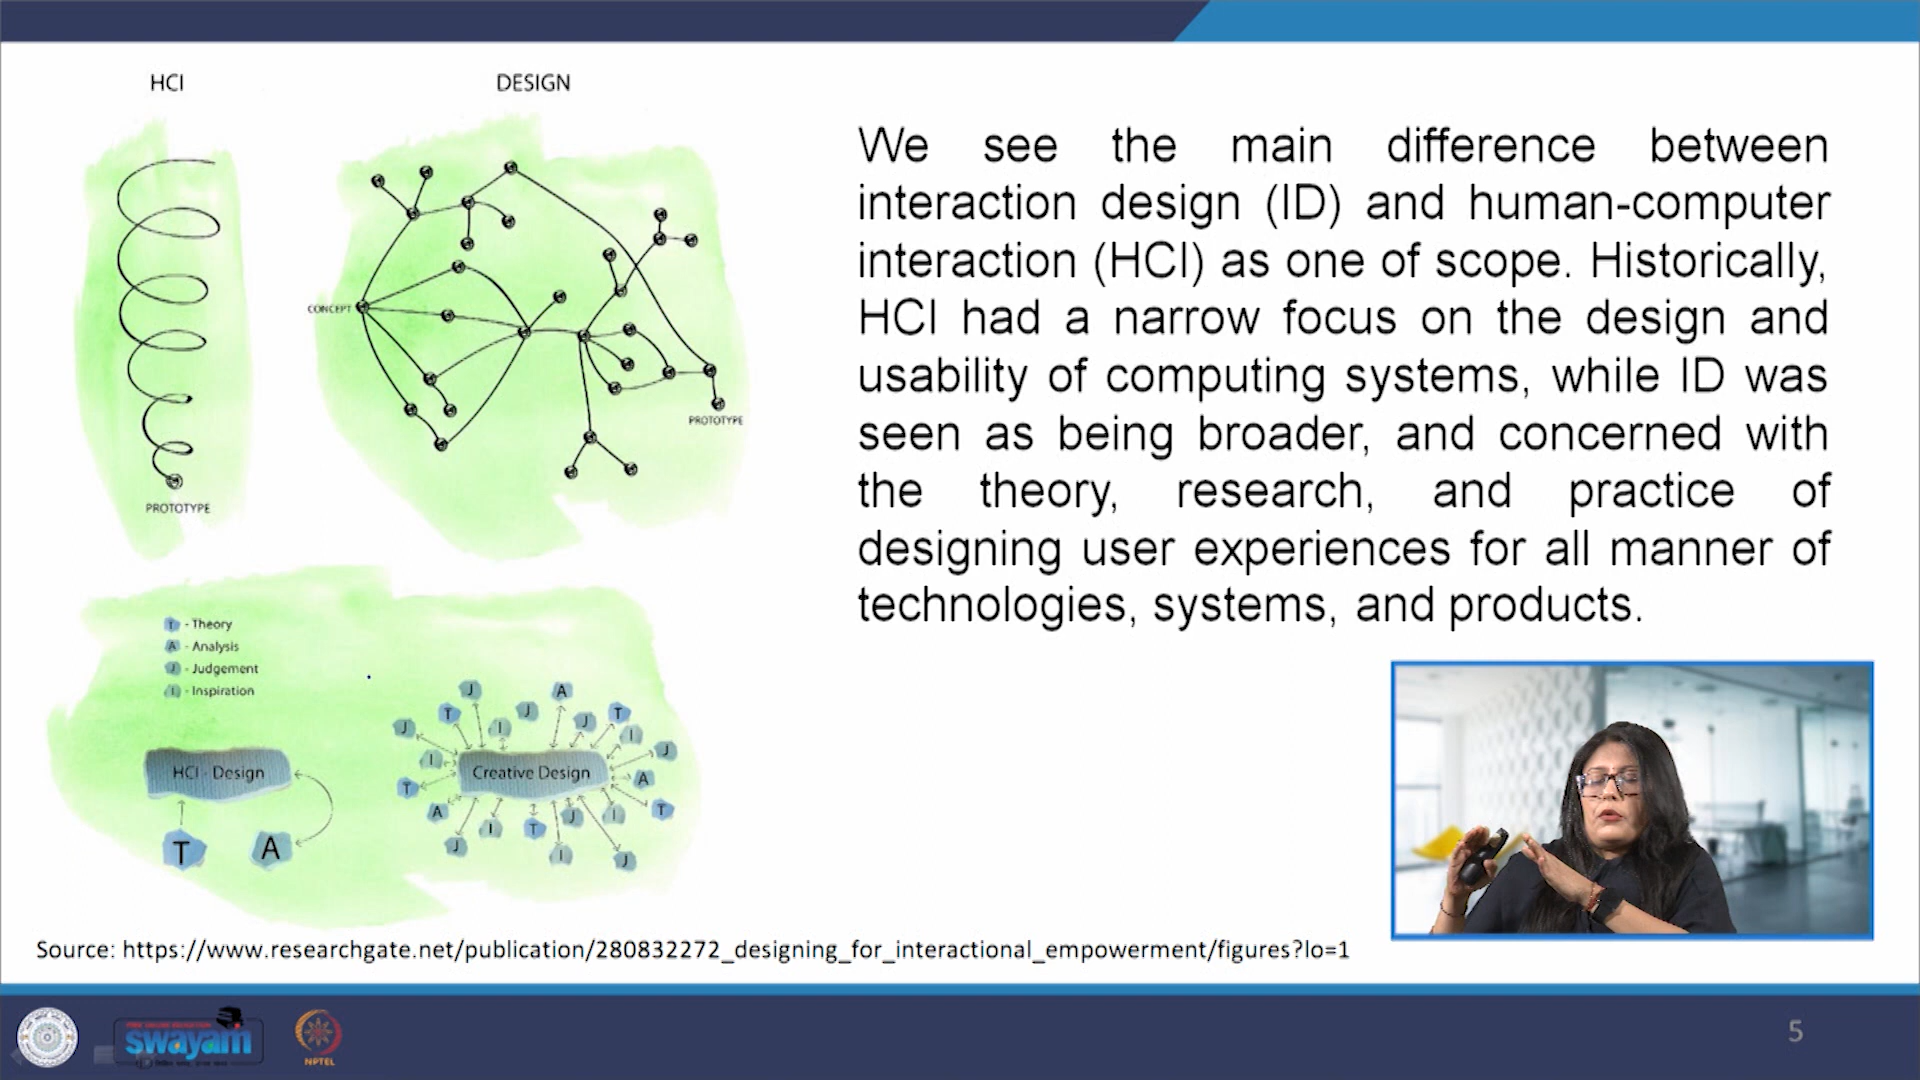 HCI
DESIGN
CONCEPT
PROTOTYPE
PROTOTYPE
We see the main difference between
interaction design (ID) and human-computer
interaction (HCI) as one of scope. Historically,
HCI had a narrow focus on the design and
usability of computing systems, while ID was
seen as being broader, and concerned with
the theory, research, and practice of
designing user experiences for all manner of
technologies, systems, and products.
T - Theory
A - Analysis
J - Judgement
I - Inspiration
HCI - Design
T
A
J
A
T
J
T
J
I
J
I
J
I
Creative Design
A
T
A
T
I
J
I
T
J
I
J
Source: https://www.researchgate.net/publication/280832272_designing_for_interactional_empowerment/figures?lo=1
swayam
NPTEL
5